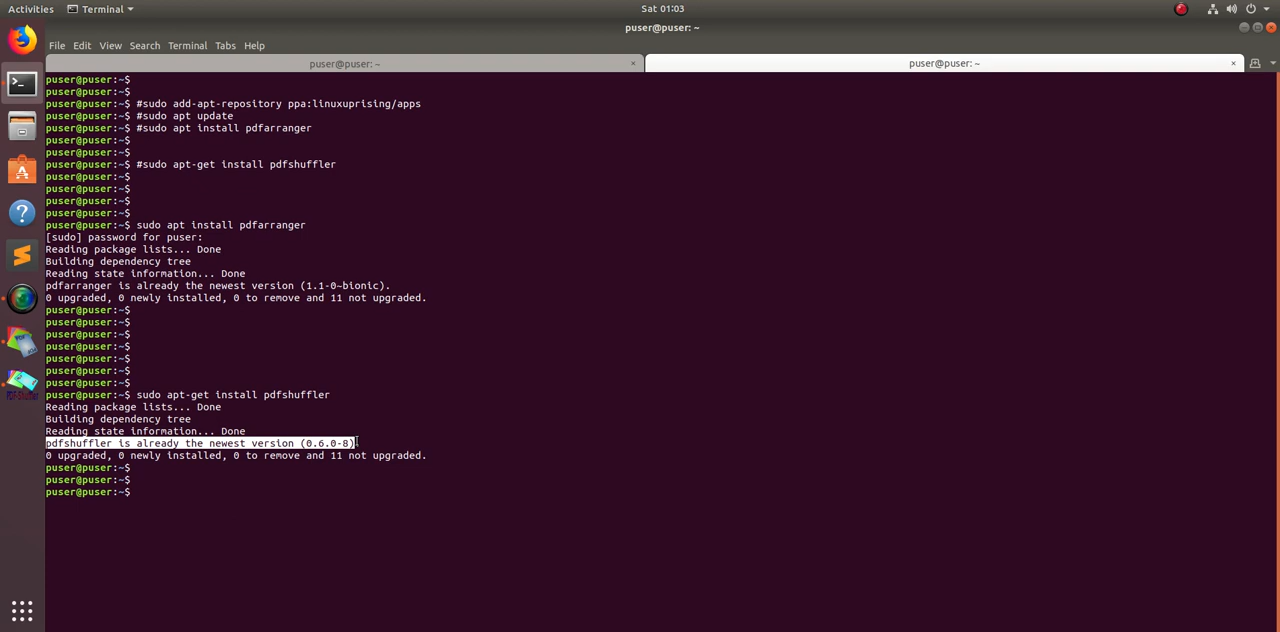 Activities Terminal Sat 01:03
puser@puser: ~
File Edit View Search Terminal Tabs Help
puser@puser: ~ × puser@puser: ~ ×
puser@puser:~$
puser@puser:~$
puser@puser:~$ #sudo add-apt-repository ppa:linuxuprising/apps
puser@puser:~$ #sudo apt update
puser@puser:~$ #sudo apt install pdfarranger
puser@puser:~$
puser@puser:~$
puser@puser:~$ #sudo apt-get install pdfshuffler
puser@puser:~$
puser@puser:~$
puser@puser:~$
puser@puser:~$
puser@puser:~$ sudo apt install pdfarranger
[sudo] password for puser:
Reading package lists... Done
Building dependency tree
Reading state information... Done
pdfarranger is already the newest version (1.1-0~bionic).
0 upgraded, 0 newly installed, 0 to remove and 11 not upgraded.
puser@puser:~$
puser@puser:~$
puser@puser:~$
puser@puser:~$
puser@puser:~$
puser@puser:~$
puser@puser:~$
puser@puser:~$ sudo apt-get install pdfshuffler
Reading package lists... Done
Building dependency tree
Reading state information... Done
pdfshuffler is already the newest version (0.6.0-8)
0 upgraded, 0 newly installed, 0 to remove and 11 not upgraded.
puser@puser:~$
puser@puser:~$
puser@puser:~$